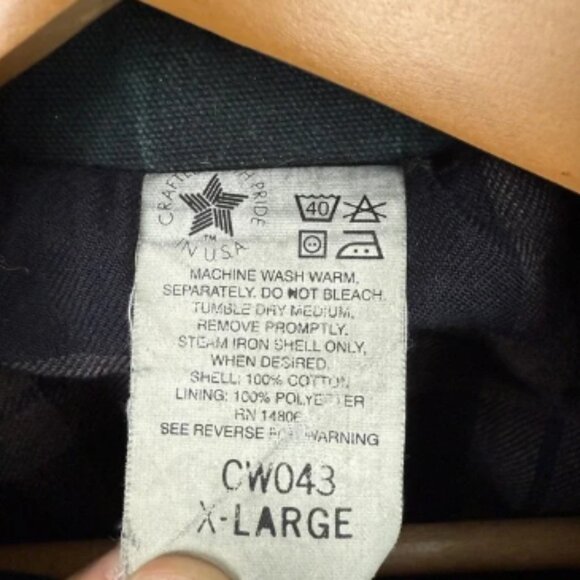 CRAFTED WITH PRIDE
IN U.S.A.
TM
40
MACHINE WASH WARM,
SEPARATELY. DO NOT BLEACH.
TUMBLE DRY MEDIUM,
REMOVE PROMPTLY.
STEAM IRON SHELL ONLY,
WHEN DESIRED.
SHELL: 100% COTTON
LINING: 100% POLYESTER
RN 14806
SEE REVERSE FOR WARNING
CW043
X-LARGE